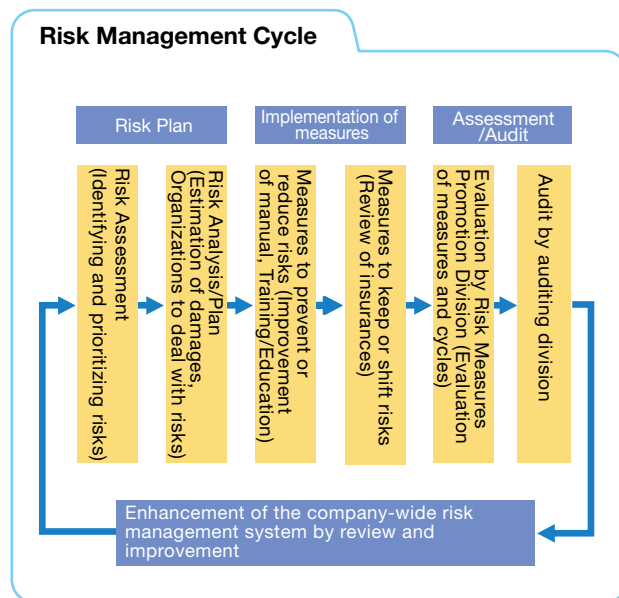 Risk Management Cycle
Risk Plan
Implementation of
measures
Assessment
/Audit
Risk Assessment
(Identifying and prioritizing risks)
Risk Analysis/Plan
(Estimation of damages,
Organizations to deal with risks)
Measures to prevent or
reduce risks (Improvement
of manual, Training/Education)
Measures to keep or shift risks
(Review of insurances)
Evaluation by Risk Measures
Promotion Division (Evaluation
of measures and cycles)
Audit by auditing division
Enhancement of the company-wide risk
management system by review and
improvement